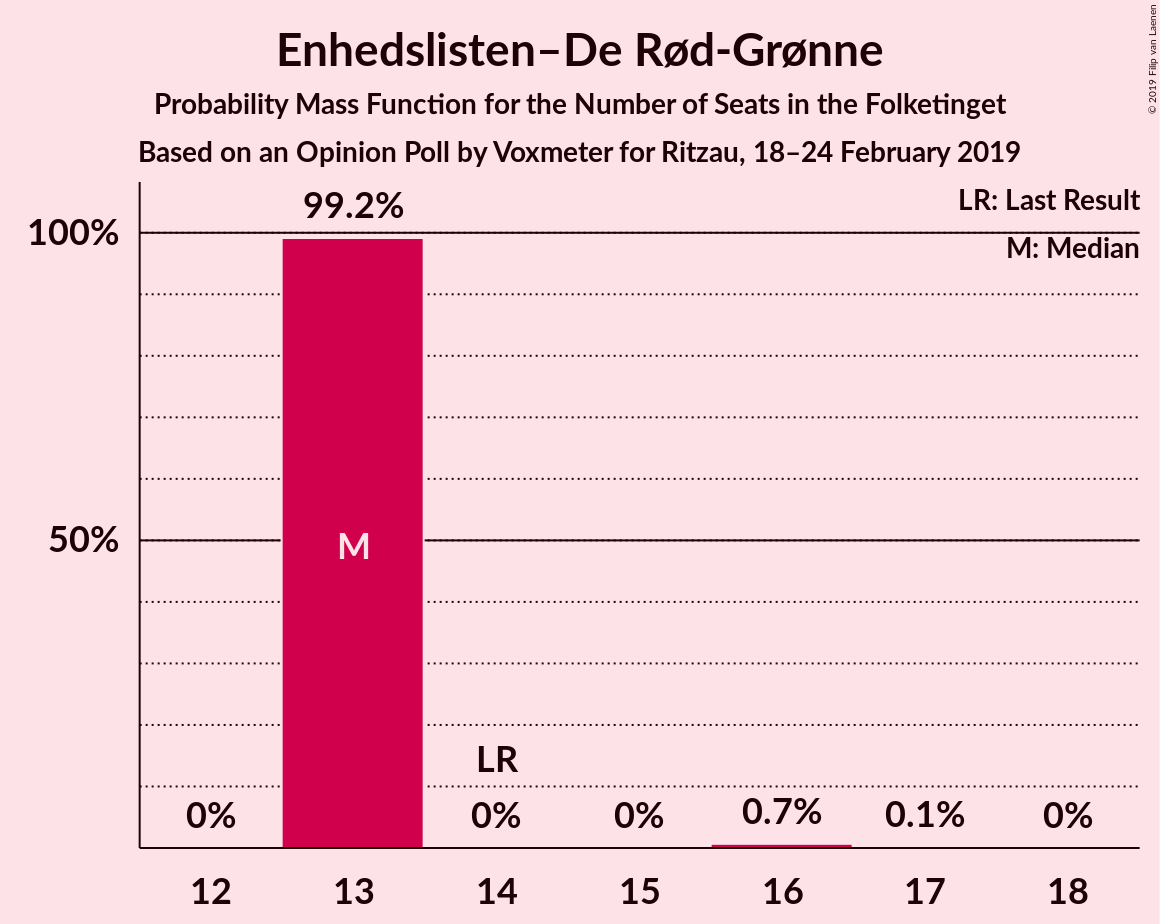 Enhedslisten–De Rød-Grønne
Probability Mass Function for the Number of Seats in the Folketinget
Based on an Opinion Poll by Voxmeter for Ritzau, 18–24 February 2019
© 2019 Filip van Laenen
LR: Last Result
M: Median
99.2%
100%
50%
M
LR
0%
0%
0%
0.7%
0.1%
0%
12 13 14 15 16 17 18